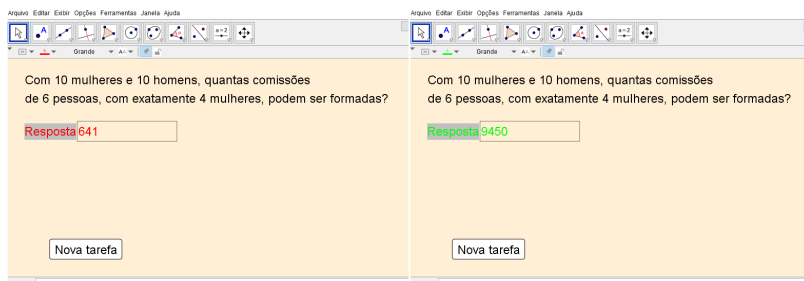 Arquivo Editar Exibir Opções Ferramentas Janela Ajuda
A
a=2
Grande
Com 10 mulheres e 10 homens, quantas comissões
de 6 pessoas, com exatamente 4 mulheres, podem ser formadas?
Resposta 641
Nova tarefa
Arquivo Editar Exibir Opções Ferramentas Janela Ajuda
A
a=2
Grande
Com 10 mulheres e 10 homens, quantas comissões
de 6 pessoas, com exatamente 4 mulheres, podem ser formadas?
Resposta 9450
Nova tarefa